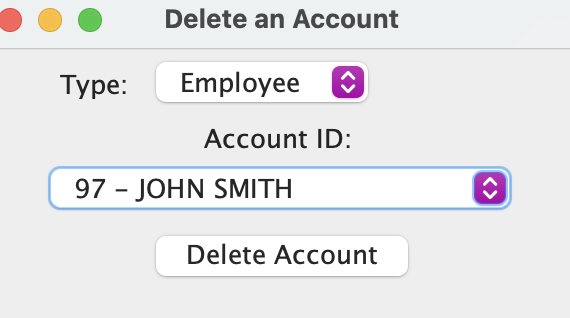 Delete an Account
Type: Employee
Account ID:
97 – JOHN SMITH
Delete Account